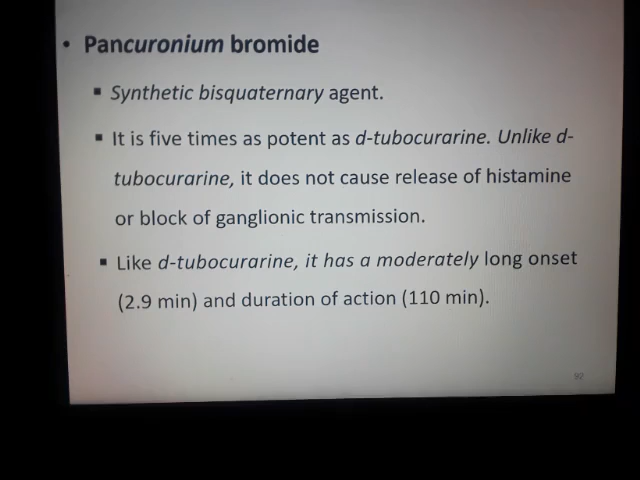 • Pancuronium bromide
▪ Synthetic bisquaternary agent.
▪ It is five times as potent as d-tubocurarine. Unlike d-
tubocurarine, it does not cause release of histamine
or block of ganglionic transmission.
▪ Like d-tubocurarine, it has a moderately long onset
(2.9 min) and duration of action (110 min).
92